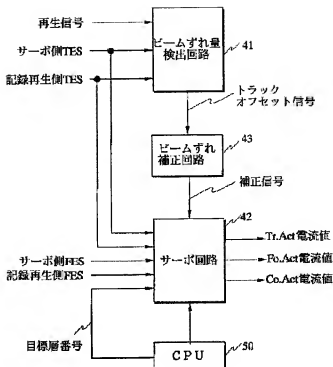 再生信号
サーボ側TES
記録再生側TES
ビームずれ量
検出回路
41
トラック
オフセット信号
ビームずれ
補正回路
43
補正信号
42
サーボ回路
サーボ側FES
記録再生側FES
Tr.Act電流値
Fo.Act電流値
Co.Act電流値
目標層番号
CPU
50